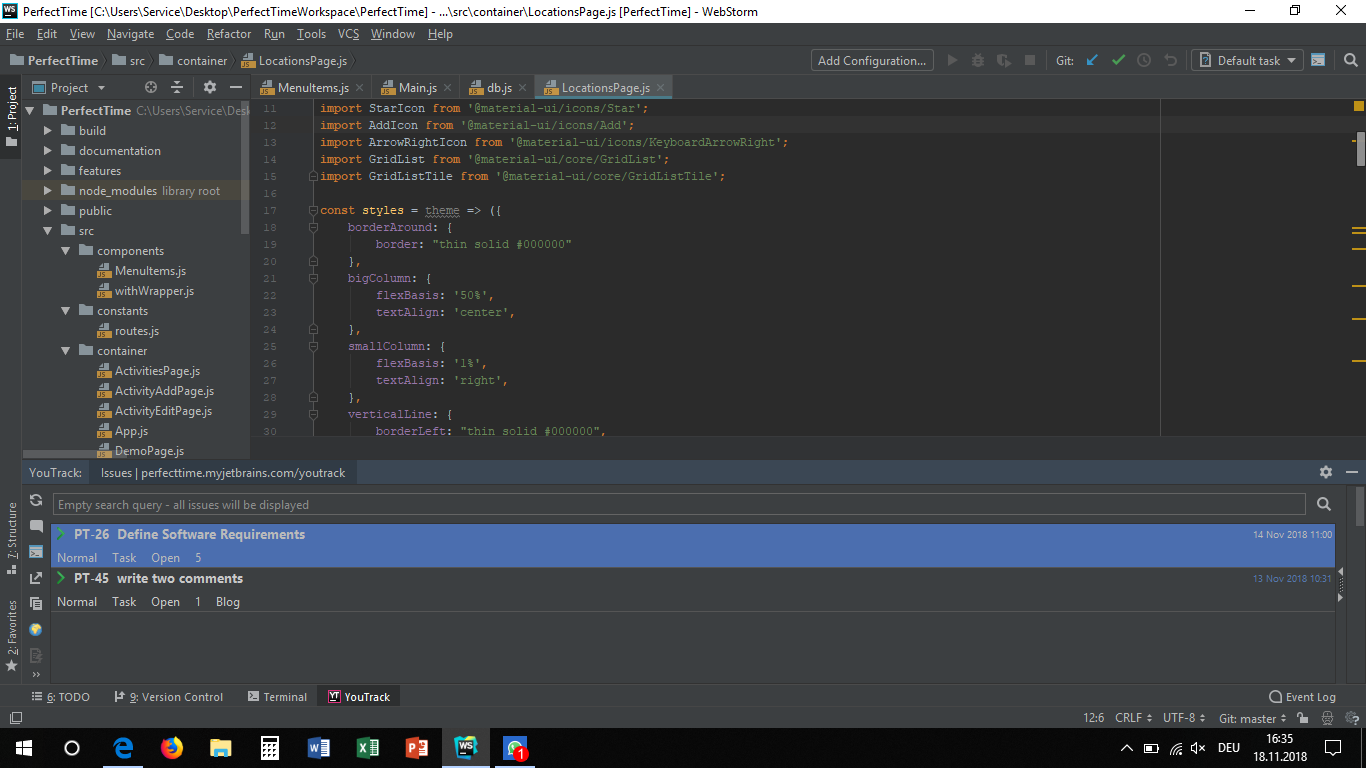 PerfectTime [C:\Users\Service\Desktop\PerfectTimeWorkspace\PerfectTime] - ...\src\container\LocationsPage.js [PerfectTime] - WebStorm
File Edit View Navigate Code Refactor Run Tools VCS Window Help
PerfectTime src container LocationsPage.js Add Configuration... Git: Default task
1: Project
Project
MenuItems.js Main.js db.js LocationsPage.js
PerfectTime C:\Users\Service\Desk
build
documentation
features
node_modules library root
public
src
components
MenuItems.js
withWrapper.js
constants
routes.js
container
ActivitiesPage.js
ActivityAddPage.js
ActivityEditPage.js
App.js
DemoPage.js
11 import StarIcon from '@material-ui/icons/Star';
12 import AddIcon from '@material-ui/icons/Add';
13 import ArrowRightIcon from '@material-ui/icons/KeyboardArrowRight';
14 import GridList from '@material-ui/core/GridList';
15 import GridListTile from '@material-ui/core/GridListTile';
16
17 const styles = theme => ({
18 borderAround: {
19 border: "thin solid #000000"
20 },
21 bigColumn: {
22 flexBasis: '50%',
23 textAlign: 'center',
24 },
25 smallColumn: {
26 flexBasis: '1%',
27 textAlign: 'right',
28 },
29 verticalLine: {
30 borderLeft: "thin solid #000000",
YouTrack: Issues | perfecttime.myjetbrains.com/youtrack
Empty search query - all issues will be displayed
PT-26 Define Software Requirements 14 Nov 2018 11:00
Normal Task Open 5
PT-45 write two comments 13 Nov 2018 10:31
Normal Task Open 1 Blog
7: Structure
2: Favorites
6: TODO 9: Version Control Terminal YT YouTrack Event Log
12:6 CRLF UTF-8 Git: master
1 DEU 16:35
18.11.2018